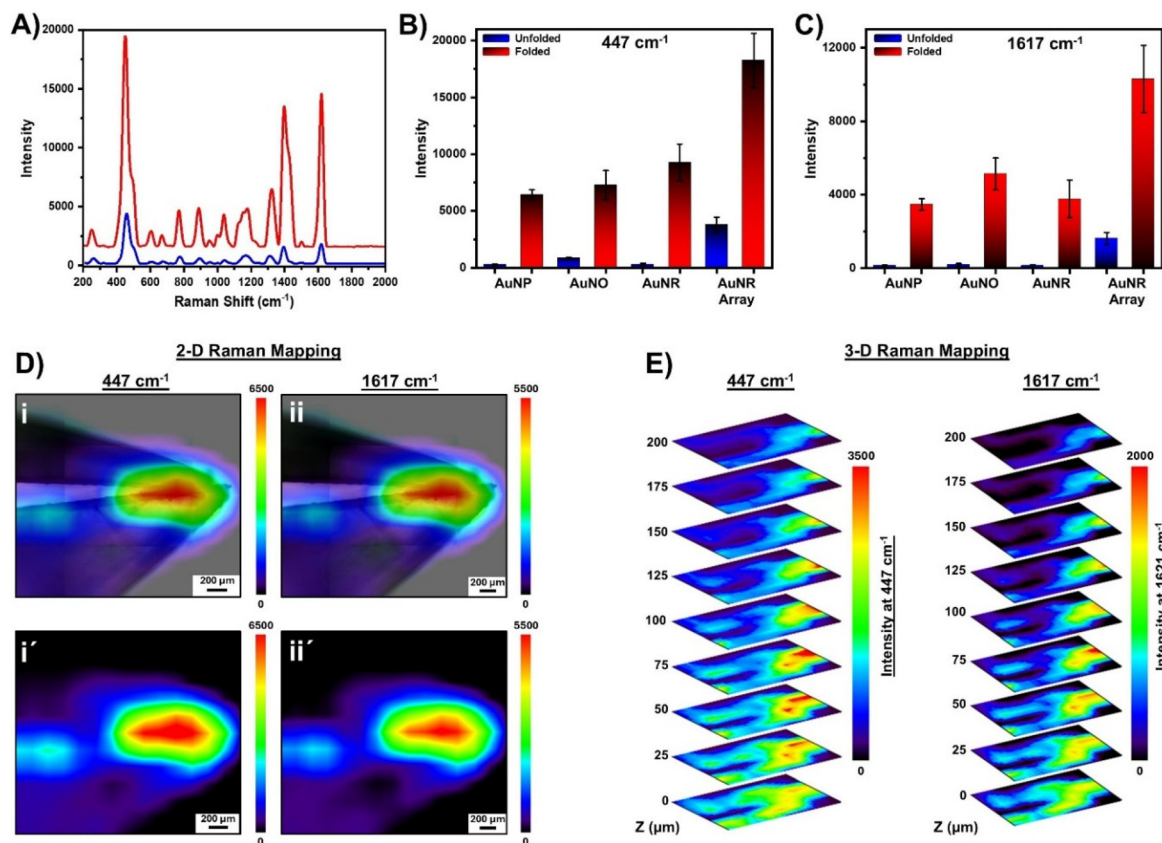 A)
20000
15000
10000
5000
0
Intensity
200 400 600 800 1000 1200 1400 1600 1800 2000
Raman Shift (cm⁻¹)
B)
Unfolded
Folded
447 cm⁻¹
20000
15000
10000
5000
0
Intensity
AuNP AuNO AuNR AuNR
Array
C)
Unfolded
Folded
1617 cm⁻¹
12000
8000
4000
0
Intensity
AuNP AuNO AuNR AuNR
Array
D)
2-D Raman Mapping
447 cm⁻¹
1617 cm⁻¹
i
6500
0
200 µm
ii
5500
0
200 µm
i´
6500
0
200 µm
ii´
5500
0
200 µm
E)
3-D Raman Mapping
447 cm⁻¹
200
175
150
125
100
75
50
25
0
Z (µm)
3500
0
Intensity at 447 cm⁻¹
1617 cm⁻¹
200
175
150
125
100
75
50
25
0
Z (µm)
2000
0
Intensity at 1621 cm⁻¹